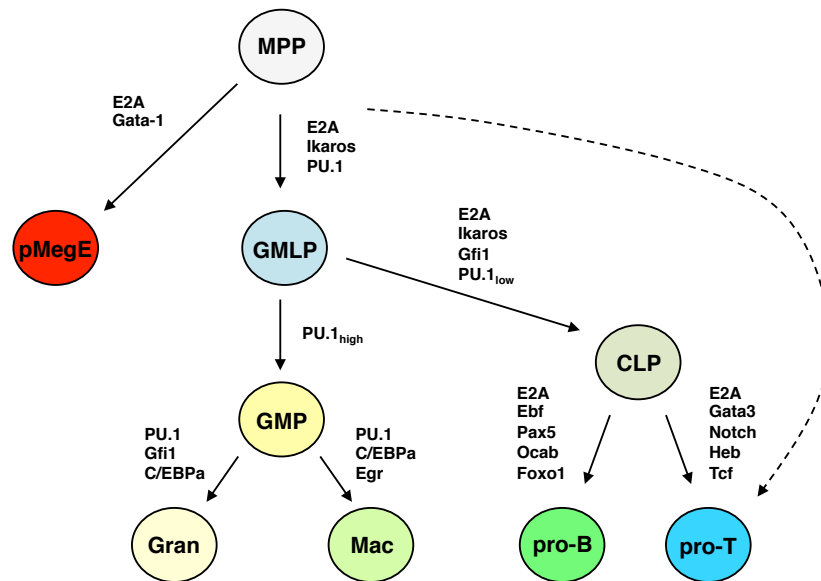 MPP
E2A
Gata-1
E2A
Ikaros
PU.1
pMegE
GMLP
E2A
Ikaros
Gfi1
PU.1low
PU.1high
CLP
GMP
E2A
Ebf
Pax5
Ocab
Foxo1
E2A
Gata3
Notch
Heb
Tcf
PU.1
Gfi1
C/EBPa
PU.1
C/EBPa
Egr
Gran
Mac
pro-B
pro-T